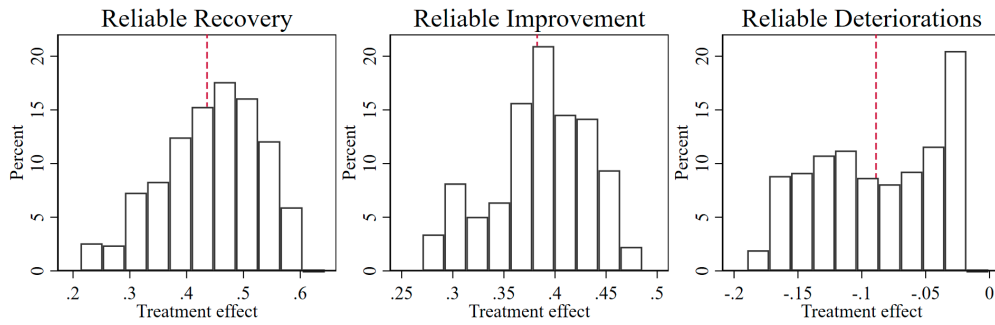 Reliable Recovery
Percent
20
15
10
5
0
.2 .3 .4 .5 .6
Treatment effect
Reliable Improvement
Percent
20
15
10
5
0
.25 .3 .35 .4 .45 .5
Treatment effect
Reliable Deteriorations
Percent
20
15
10
5
0
-.2 -.15 -.1 -.05 0
Treatment effect